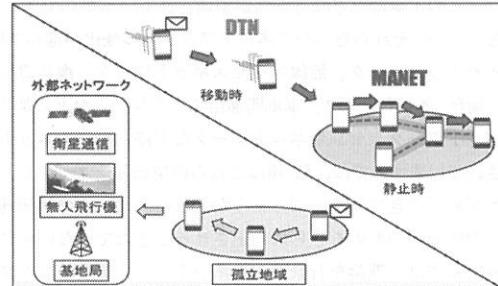 DTN
移動時
MANET
静止時
外部ネットワーク
衛星通信
無人飛行機
基地局
孤立地域